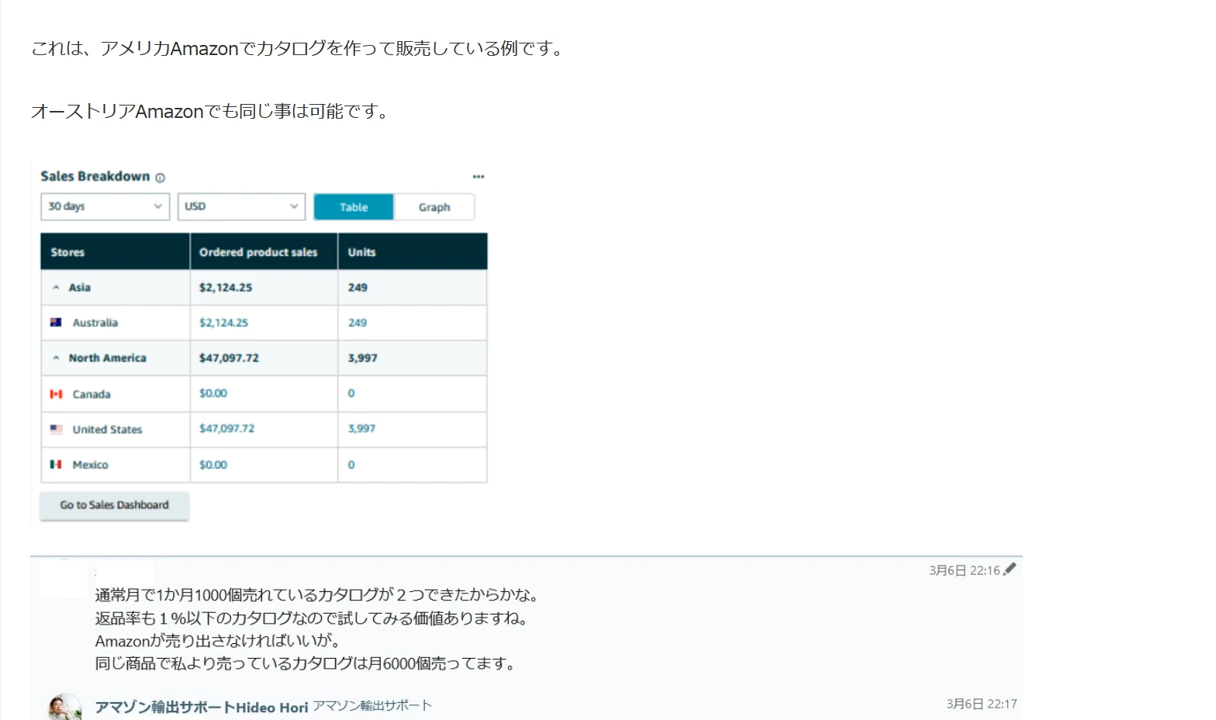 これは、アメリカAmazonでカタログを作って販売している例です。
オーストリアAmazonでも同じ事は可能です。
Sales Breakdown
30 days USD Table Graph
Stores Ordered product sales Units
Asia $2,124.25 249
Australia $2,124.25 249
North America $47,097.72 3,997
Canada $0.00 0
United States $47,097.72 3,997
Mexico $0.00 0
Go to Sales Dashboard
3月6日 22:16
通常月で1か月1000個売れているカタログが２つできたからかな。
返品率も１%以下のカタログなので試してみる価値ありますね。
Amazonが売り出さなければいいが。
同じ商品で私より売っているカタログは月6000個売ってます。
アマゾン輸出サポートHideo Hori アマゾン輸出サポート 3月6日 22:17